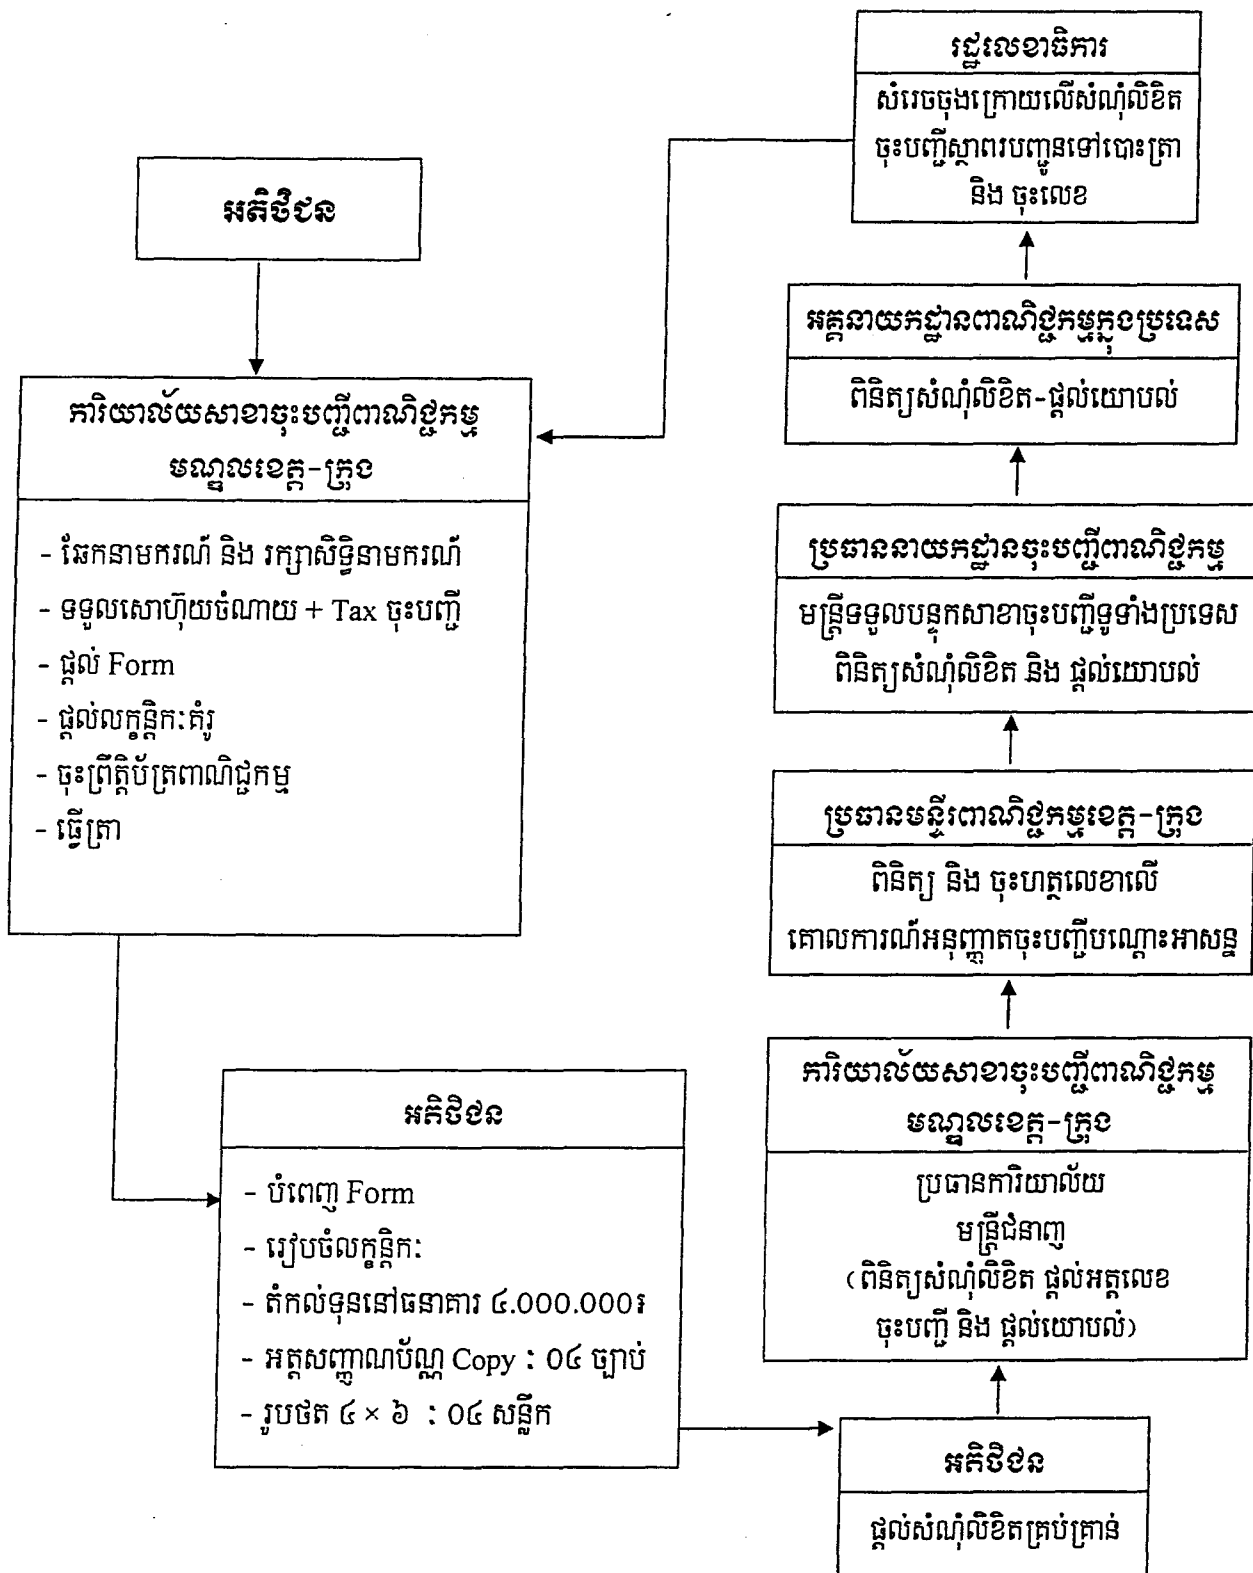 អតិថិជន
ការិយាល័យសាខាចុះបញ្ជីពាណិជ្ជកម្ម
មណ្ឌលខេត្ត-ក្រុង
- ឆែកនាមករណ៍ និង រក្សាសិទ្ធិនាមករណ៍
- ទទួលសោហ៊ុយចំណាយ + Tax ចុះបញ្ជី
- ផ្តល់ Form
- ផ្តល់លក្ខន្តិកៈគំរូ
- ចុះព្រឹត្តិប័ត្រពាណិជ្ជកម្ម
- ធ្វើត្រា
អតិថិជន
- បំពេញ Form
- រៀបចំលក្ខន្តិកៈ
- តំកល់ទុននៅធនាគារ ៤.០០០.០០០៛
- អត្តសញ្ញាណប័ណ្ណ Copy : ០៤ ច្បាប់
- រូបថត ៤ × ៦ : ០៤ សន្លឹក
អតិថិជន
ផ្តល់សំណុំលិខិតគ្រប់គ្រាន់
ការិយាល័យសាខាចុះបញ្ជីពាណិជ្ជកម្ម
មណ្ឌលខេត្ត-ក្រុង
ប្រធានការិយាល័យ
មន្ត្រីជំនាញ
(ពិនិត្យសំណុំលិខិត ផ្តល់អត្តលេខ
ចុះបញ្ជី និង ផ្តល់យោបល់)
ប្រធានមន្ទីរពាណិជ្ជកម្មខេត្ត-ក្រុង
ពិនិត្យ និង ចុះហត្ថលេខាលើ
គោលការណ៍អនុញ្ញាតចុះបញ្ជីបណ្តោះអាសន្ន
ប្រធាននាយកដ្ឋានចុះបញ្ជីពាណិជ្ជកម្ម
មន្ត្រីទទួលបន្ទុកសាខាចុះបញ្ជីទូទាំងប្រទេស
ពិនិត្យសំណុំលិខិត និង ផ្តល់យោបល់
អគ្គនាយកដ្ឋានពាណិជ្ជកម្មក្នុងប្រទេស
ពិនិត្យសំណុំលិខិត-ផ្តល់យោបល់
រដ្ឋលេខាធិការ
សំរេចចុងក្រោយលើសំណុំលិខិត
ចុះបញ្ជីស្ថាពរបញ្ជូនទៅបោះត្រា
និង ចុះលេខ